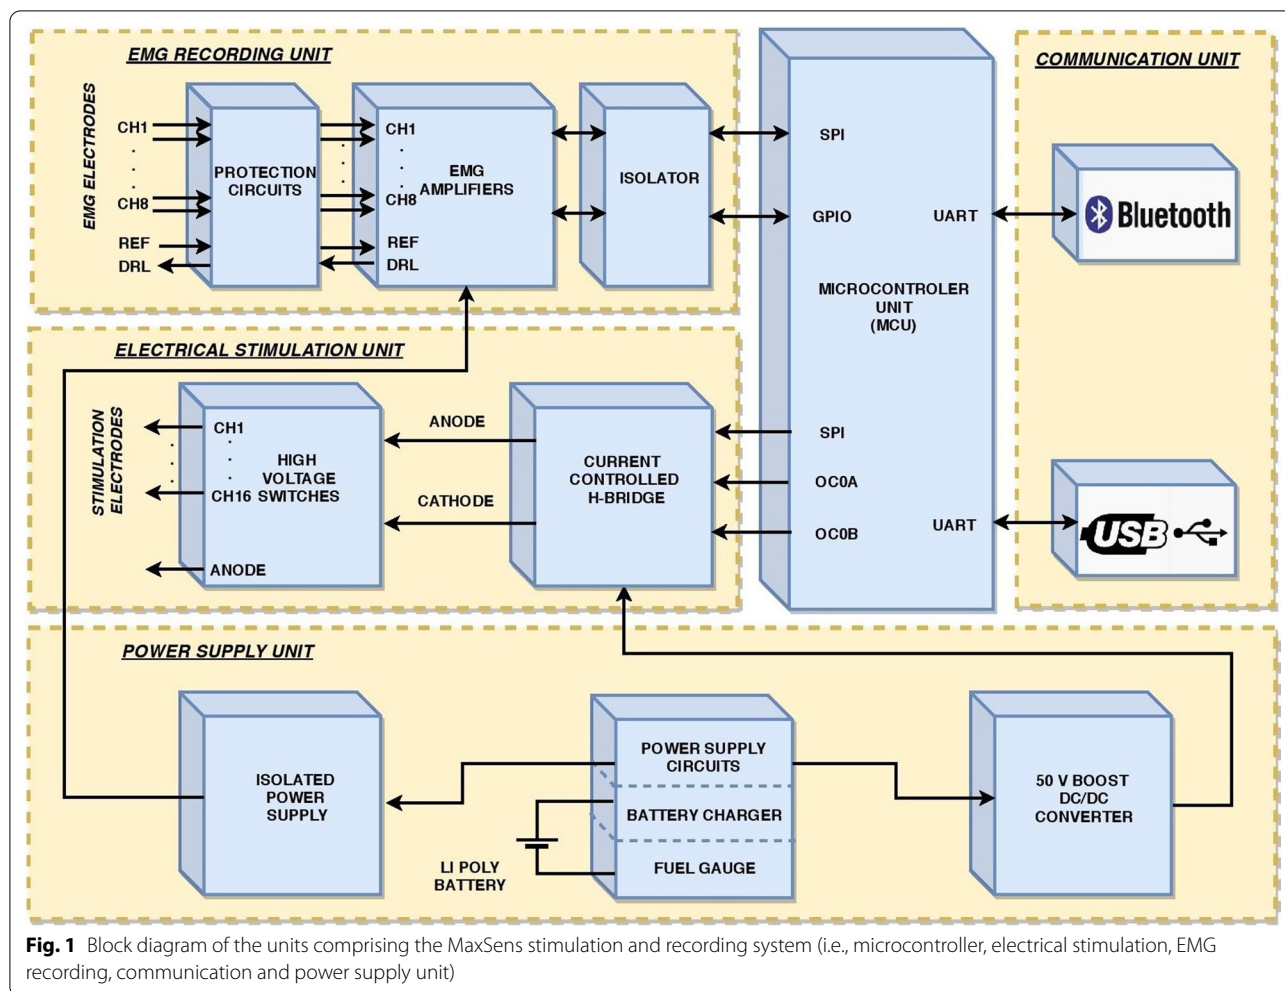 EMG RECORDING UNIT
EMG ELECTRODES
CH1
CH8
REF
DRL
PROTECTION
CIRCUITS
CH1
EMG
AMPLIFIERS
CH8
REF
DRL
ISOLATOR
SPI
GPIO
UART
MICROCONTROLER
UNIT
(MCU)
SPI
OC0A
OC0B
UART
COMMUNICATION UNIT
Bluetooth
USB
ELECTRICAL STIMULATION UNIT
STIMULATION
ELECTRODES
CH1
HIGH
VOLTAGE
SWITCHES
CH16
ANODE
ANODE
CATHODE
CURRENT
CONTROLLED
H-BRIDGE
POWER SUPPLY UNIT
ISOLATED
POWER
SUPPLY
LI POLY
BATTERY
POWER SUPPLY
CIRCUITS
BATTERY CHARGER
FUEL GAUGE
50 V BOOST
DC/DC
CONVERTER
Fig. 1 Block diagram of the units comprising the MaxSens stimulation and recording system (i.e., microcontroller, electrical stimulation, EMG
recording, communication and power supply unit)